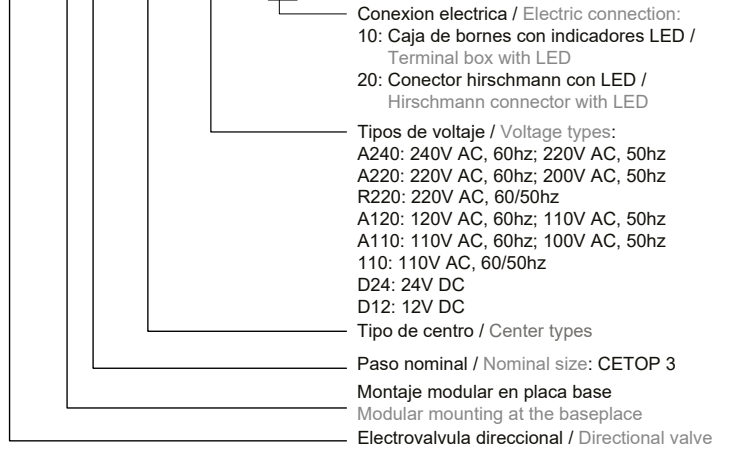 Conexion electrica / Electric connection:
10: Caja de bornes con indicadores LED /
Terminal box with LED
20: Conector hirschmann con LED /
Hirschmann connector with LED
Tipos de voltaje / Voltage types:
A240: 240V AC, 60hz; 220V AC, 50hz
A220: 220V AC, 60hz; 200V AC, 50hz
R220: 220V AC, 60/50hz
A120: 120V AC, 60hz; 110V AC, 50hz
A110: 110V AC, 60hz; 100V AC, 50hz
110: 110V AC, 60/50hz
D24: 24V DC
D12: 12V DC
Tipo de centro / Center types
Paso nominal / Nominal size: CETOP 3
Montaje modular en placa base
Modular mounting at the baseplace
Electrovalvula direccional / Directional valve